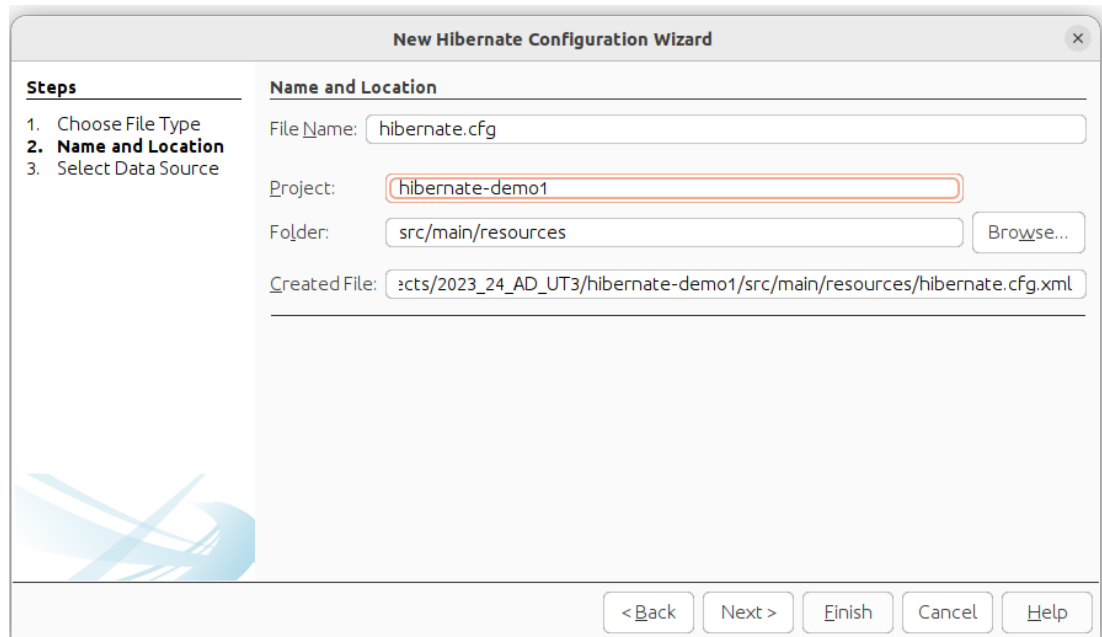 New Hibernate Configuration Wizard
Steps
1. Choose File Type
2. Name and Location
3. Select Data Source
Name and Location
File Name: hibernate.cfg
Project: hibernate-demo1
Folder: src/main/resources Browse...
Created File: ects/2023_24_AD_UT3/hibernate-demo1/src/main/resources/hibernate.cfg.xml
< Back Next > Finish Cancel Help